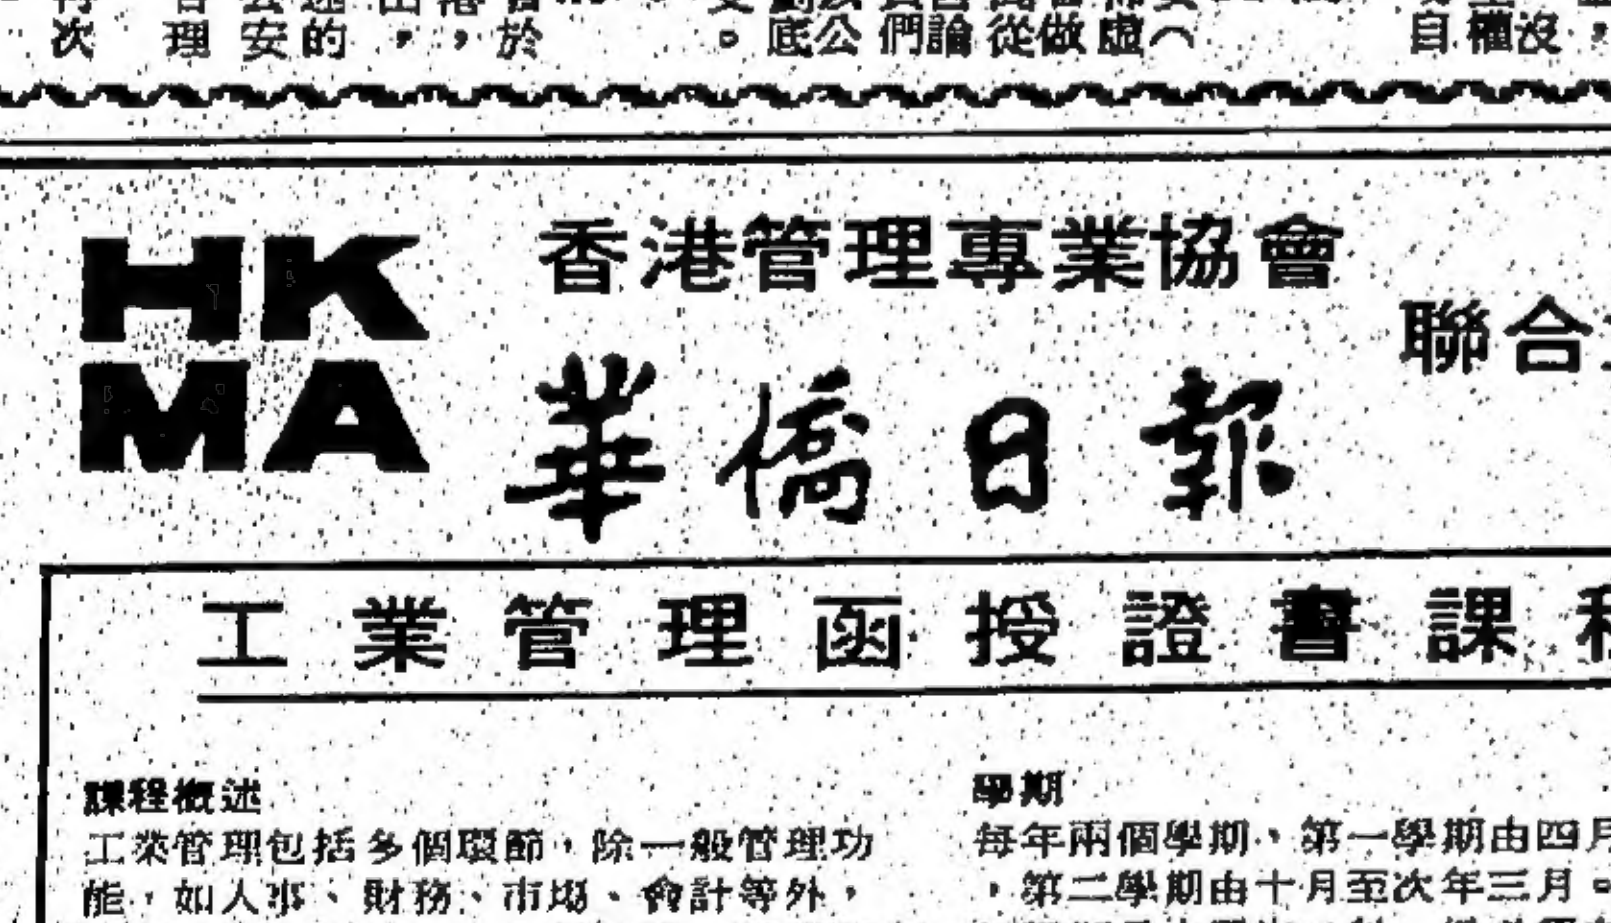 次 理 安 的 ， ， 於 。 底 公 們 論 從 做 虛 （ 自 權 沒
HK
MA
香港管理專業協會
華僑日報
聯合
工業管理函授證書課
課程概述
工業管理包括多個環節，除一般管理功
能，如人事、財務、市場、會計等外，
學期
每年兩個學期、第一學期由四月
，第二學期由十月至次年三月。